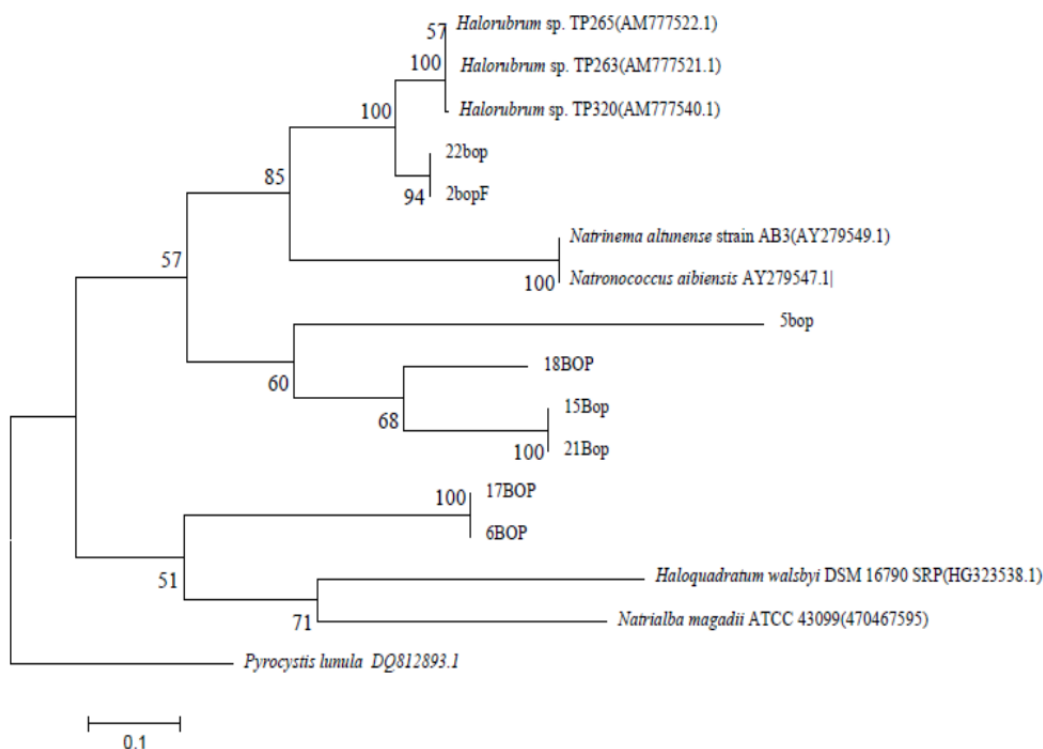 57
Halorubrum sp. TP265(AM777522.1)
100
Halorubrum sp. TP263(AM777521.1)
100
Halorubrum sp. TP320(AM777540.1)
22bop
85
94
2bopF
Natrinema altunense strain AB3(AY279549.1)
57
100
Natronococcus aibiensis AY279547.1|
5bop
60
18BOP
68
15Bop
100
21Bop
100
17BOP
6BOP
51
Haloquadratum walsbyi DSM 16790 SRP(HG323538.1)
71
Natrialba magadii ATCC 43099(470467595)
Pyrocystis lunula DQ812893.1
0.1